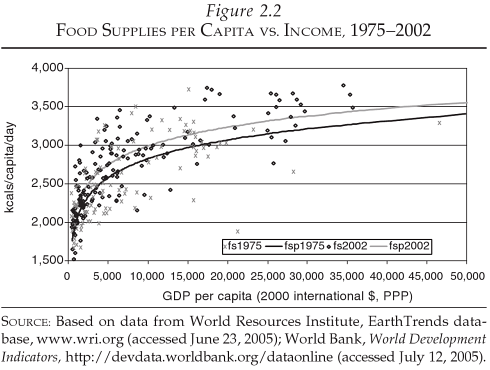 Figure 2.2
FOOD SUPPLIES PER CAPITA VS. INCOME, 1975–2002
4,000
3,500
3,000
2,500
2,000
1,500
kcals/capita/day
0 5,000 10,000 15,000 20,000 25,000 30,000 35,000 40,000 45,000 50,000
fs1975 fsp1975 fs2002 fsp2002
GDP per capita (2000 international $, PPP)
SOURCE: Based on data from World Resources Institute, EarthTrends data-
base, www.wri.org (accessed June 23, 2005); World Bank, World Development
Indicators, http://devdata.worldbank.org/dataonline (accessed July 12, 2005).